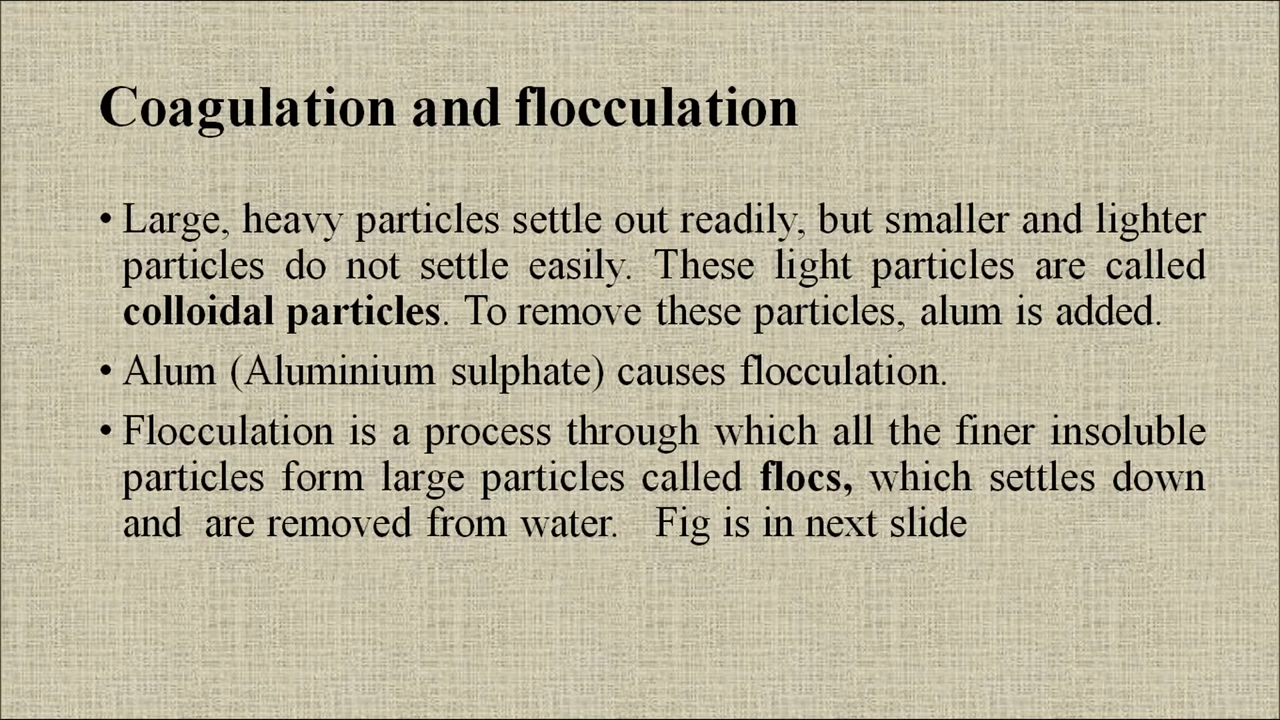 Coagulation and flocculation
• Large, heavy particles settle out readily, but smaller and lighter
particles do not settle easily. These light particles are called
colloidal particles. To remove these particles, alum is added.
• Alum (Aluminium sulphate) causes flocculation.
• Flocculation is a process through which all the finer insoluble
particles form large particles called flocs, which settles down
and are removed from water. Fig is in next slide